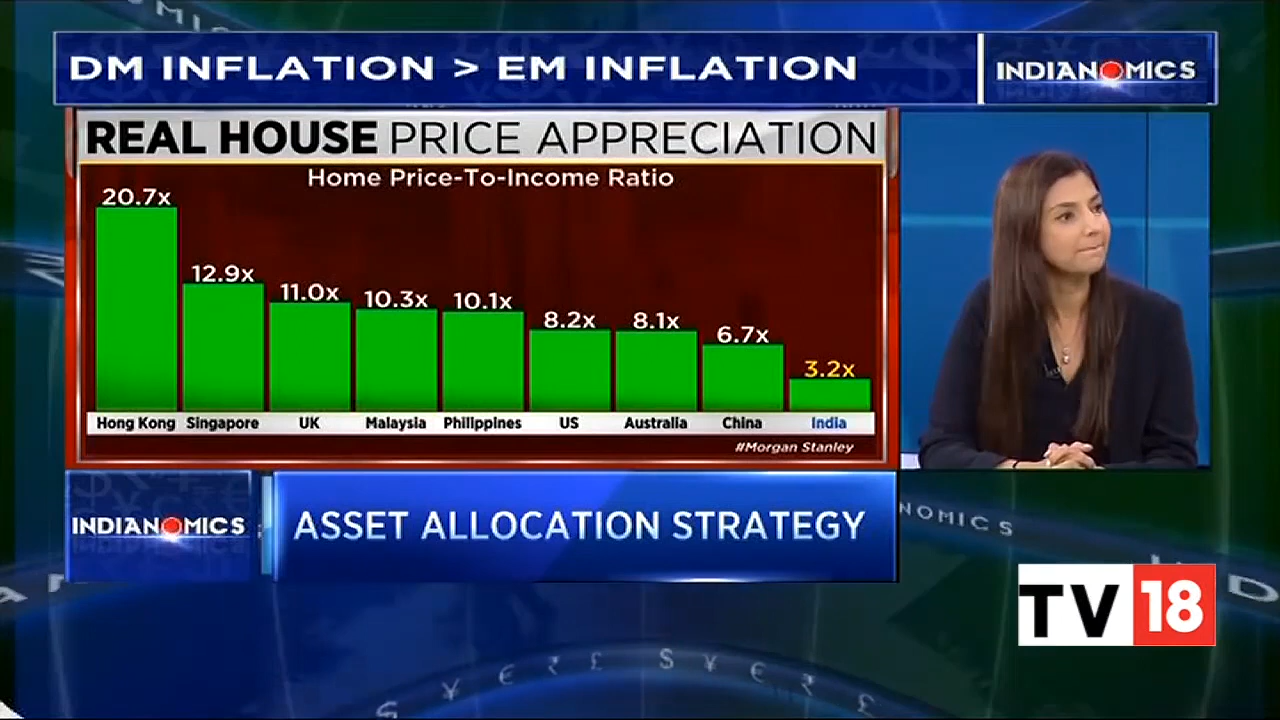 DM INFLATION > EM INFLATION
INDIANOMICS
REAL HOUSE PRICE APPRECIATION
Home Price-To-Income Ratio
20.7x
12.9x
11.0x
10.3x
10.1x
8.2x
8.1x
6.7x
3.2x
Hong Kong Singapore UK Malaysia Philippines US Australia China India
#Morgan Stanley
INDIANOMICS
ASSET ALLOCATION STRATEGY
NOMICS
TV18
$ ¥ € ₹ £ $ ¥ € ₹ £